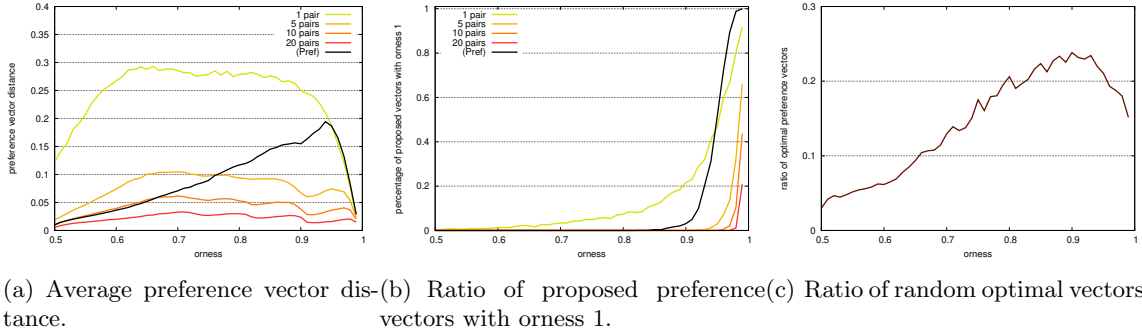 0.4
0.35
0.3
0.25
0.2
0.15
0.1
0.05
0
preference vector distance
1 pair
5 pairs
10 pairs
20 pairs
(Pref)
0.5 0.6 0.7 0.8 0.9 1
orness
1
0.8
0.6
0.4
0.2
0
percentage of proposed vectors with orness 1
1 pair
5 pairs
10 pairs
20 pairs
(Pref)
0.5 0.6 0.7 0.8 0.9 1
orness
0.3
0.2
0.1
0
ratio of optimal preference vectors
0.5 0.6 0.7 0.8 0.9 1
orness
(a) Average preference vector dis-
tance.
(b) Ratio of proposed preference
vectors with orness 1.
(c) Ratio of random optimal vectors